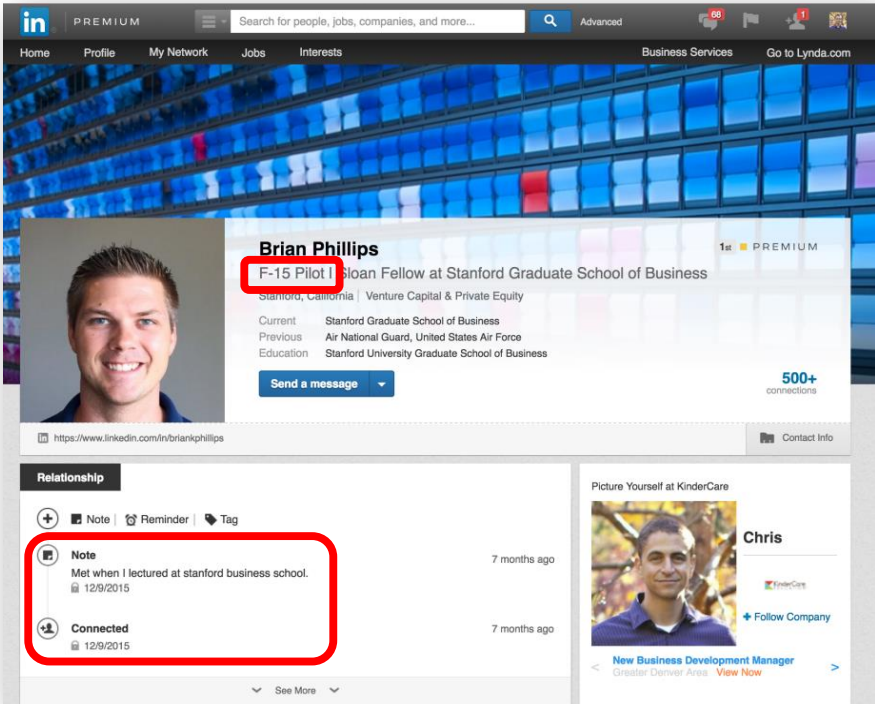 in PREMIUM Search for people, jobs, companies, and more... Advanced 68 1
Home Profile My Network Jobs Interests Business Services Go to Lynda.com
Brian Phillips 1st PREMIUM
F-15 Pilot | Sloan Fellow at Stanford Graduate School of Business
Stanford, California | Venture Capital & Private Equity
Current Stanford Graduate School of Business
Previous Air National Guard, United States Air Force
Education Stanford University Graduate School of Business
Send a message 500+
connections
in https://www.linkedin.com/in/briankphillips Contact Info
Relationship
Picture Yourself at KinderCare
Note | Reminder | Tag
Chris
Note 7 months ago
Met when I lectured at stanford business school.
12/9/2015
KinderCare
+ Follow Company
Connected 7 months ago
12/9/2015
New Business Development Manager
< Greater Denver Area View Now >
See More